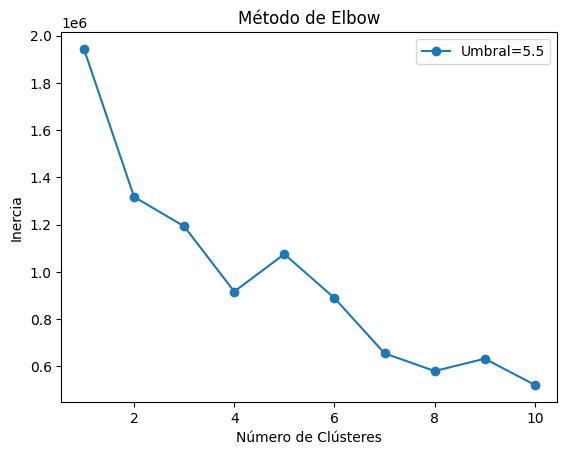 Método de Elbow
1e6
Umbral=5.5
2.0
1.8
1.6
1.4
1.2
1.0
0.8
0.6
Inercia
2 4 6 8 10
Número de Clústeres